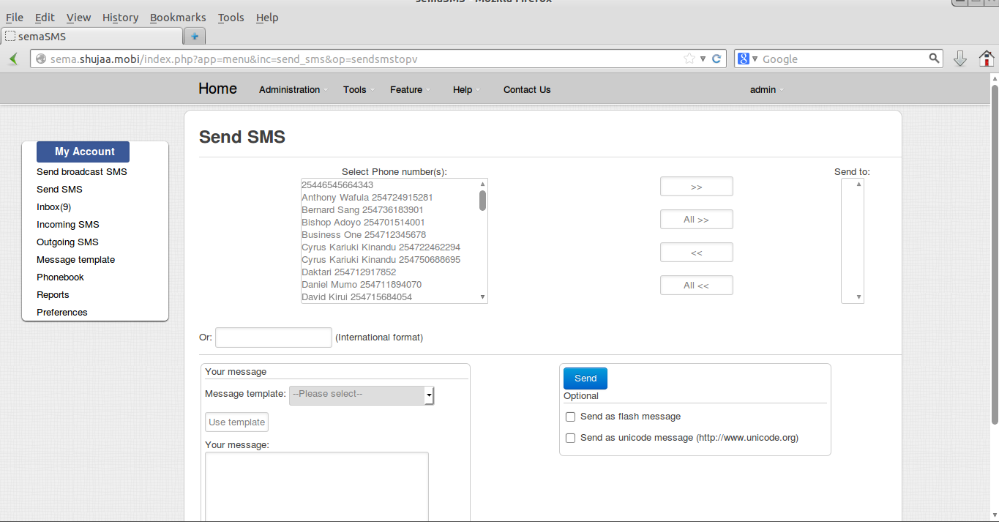 semaSMS - Mozilla Firefox
File Edit View History Bookmarks Tools Help
semaSMS
sema.shujaa.mobi/index.php?app=menu&inc=send_sms&op=sendsmstopv
Google
Home Administration Tools Feature Help Contact Us admin
My Account
Send broadcast SMS
Send SMS
Inbox(9)
Incoming SMS
Outgoing SMS
Message template
Phonebook
Reports
Preferences
Send SMS
Select Phone number(s):
25446545664343
Anthony Wafula 254724915281
Bernard Sang 254736183901
Bishop Adoyo 254701514001
Business One 254712345678
Cyrus Kariuki Kinandu 254722462294
Cyrus Kariuki Kinandu 254750688695
Daktari 254712917852
Daniel Mumo 254711894070
David Kirui 254715684054
>>
All >>
<<
All <<
Send to:
Or: (International format)
Your message
Message template: --Please select--
Use template
Your message:
Send
Optional
Send as flash message
Send as unicode message (http://www.unicode.org)